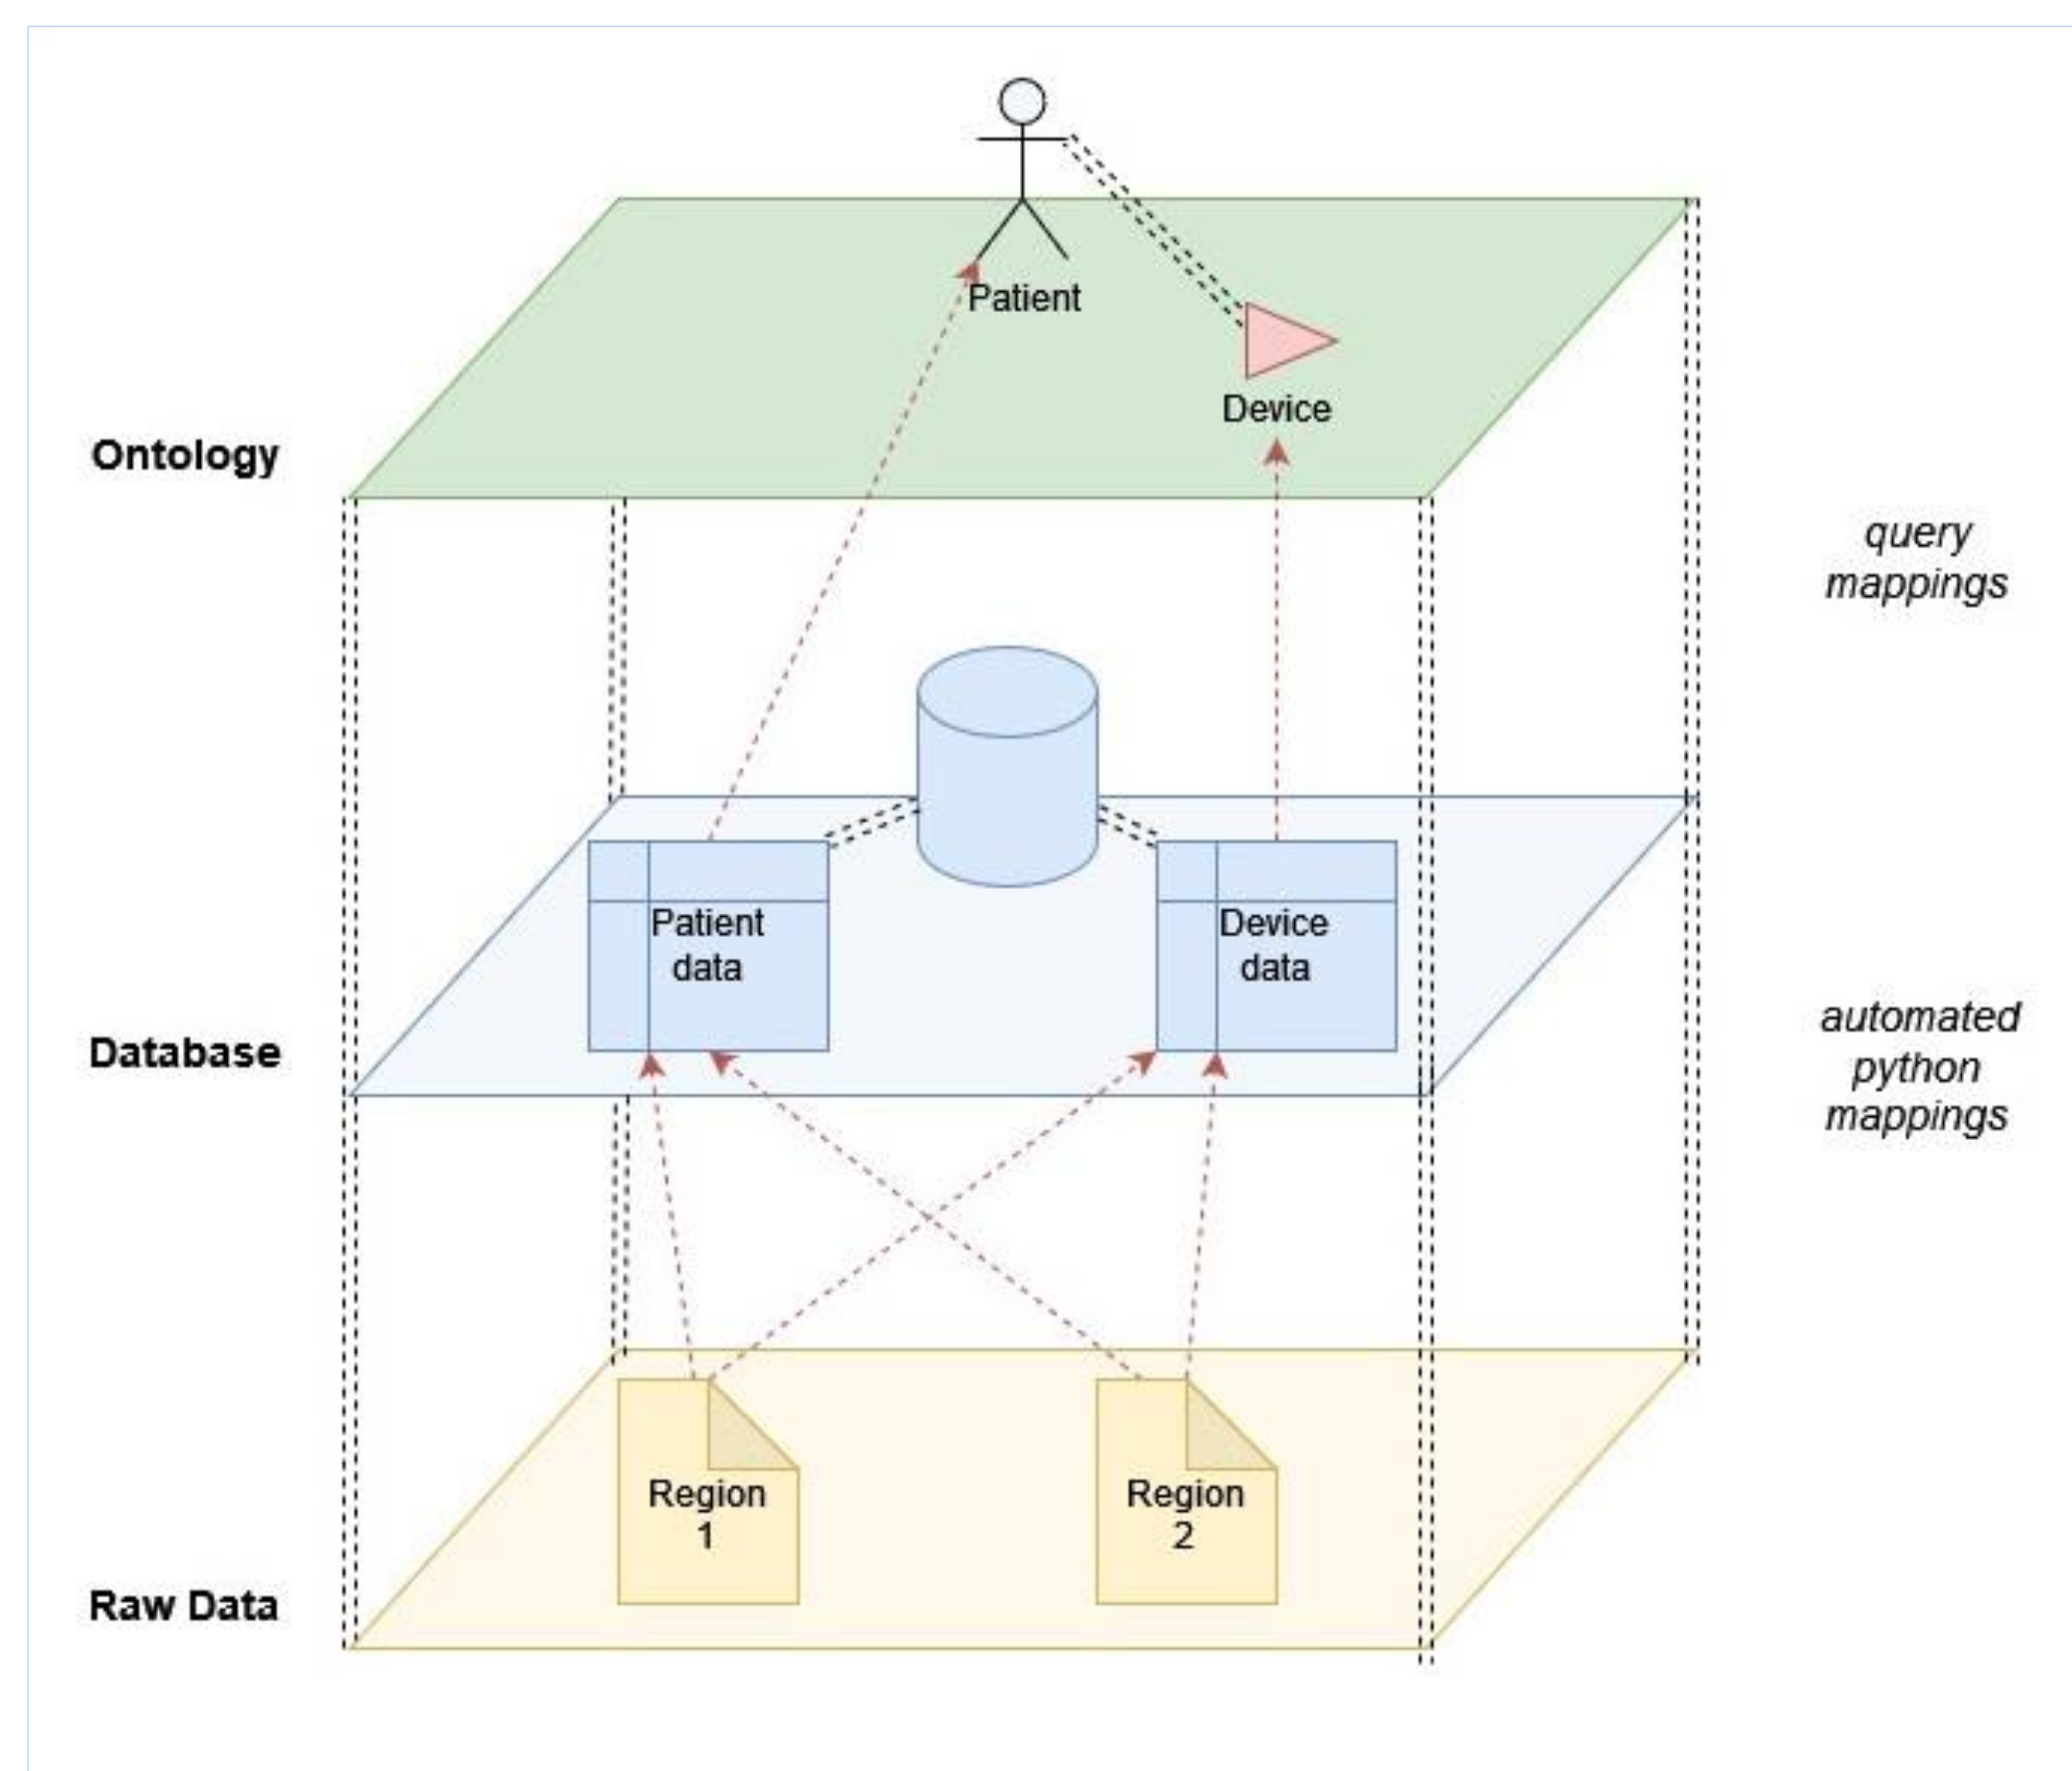 Patient
Device
Ontology
query
mappings
Patient
data
Device
data
Database
automated
python
mappings
Region
1
Region
2
Raw Data